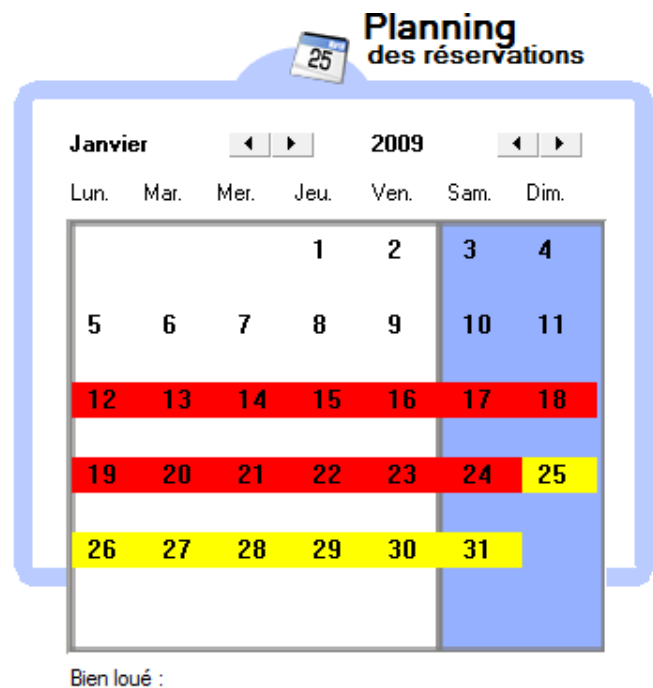 Planning
25 des réservations
Janvier 2009
Lun. Mar. Mer. Jeu. Ven. Sam. Dim.
1 2 3 4
5 6 7 8 9 10 11
12 13 14 15 16 17 18
19 20 21 22 23 24 25
26 27 28 29 30 31
Bien loué :